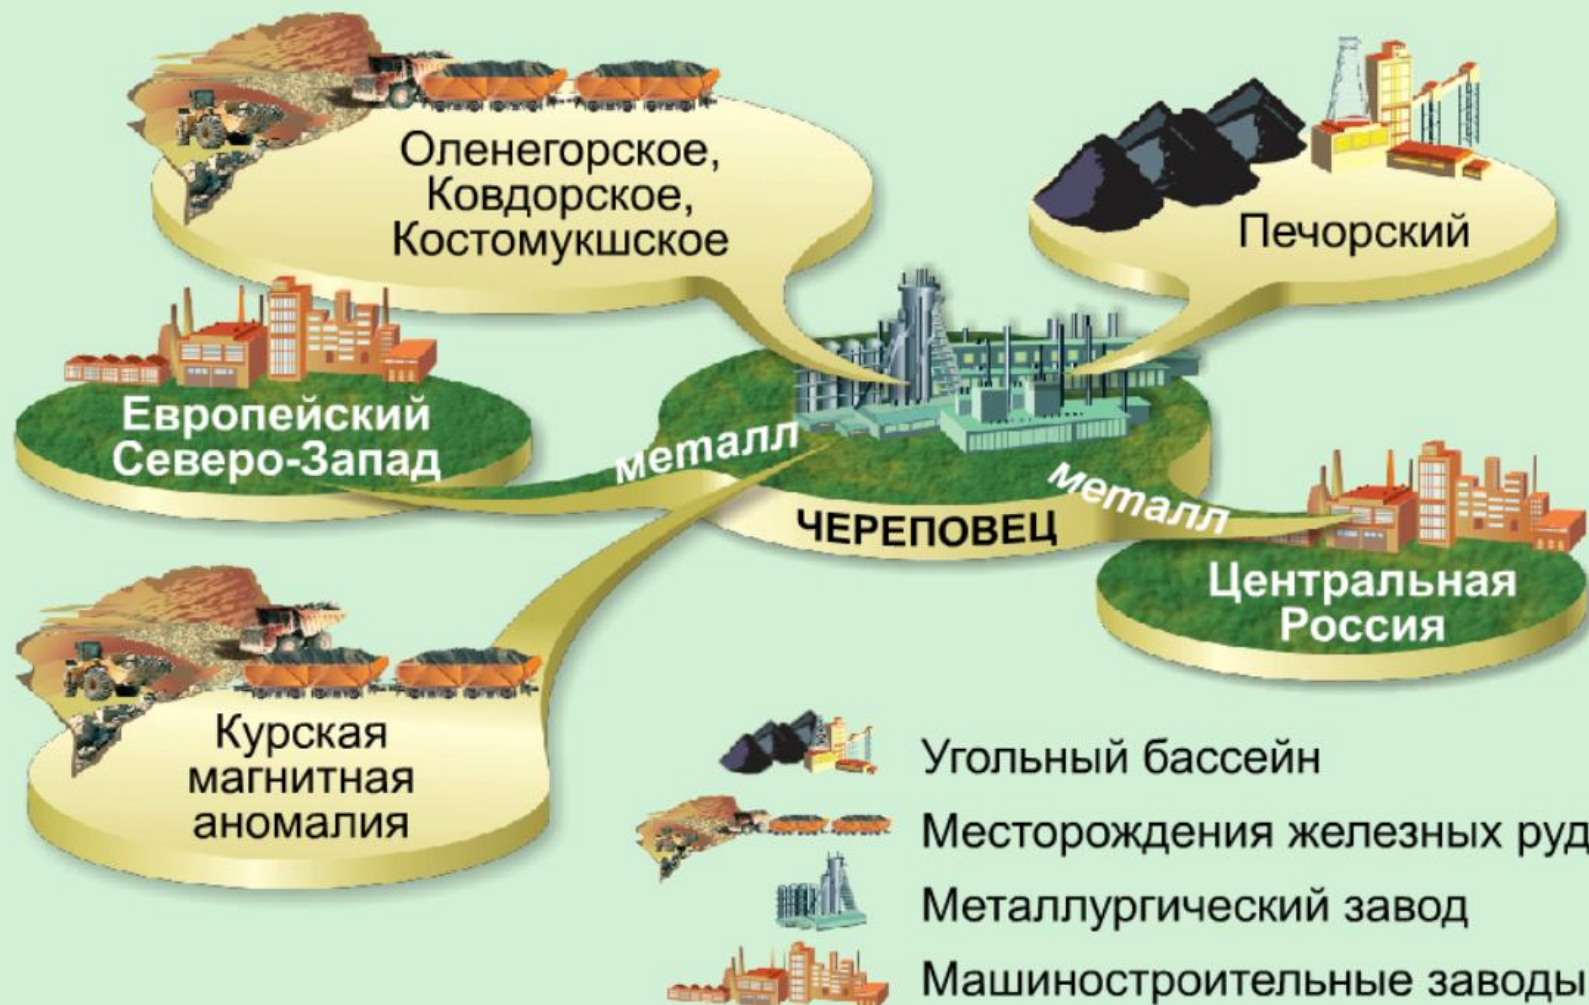 Оленегорское,
Ковдорское,
Костомукшское
Печорский
Европейский
Северо-Запад
металл
металл
ЧЕРЕПОВЕЦ
Центральная
Россия
Курская
магнитная
аномалия
Угольный бассейн
Месторождения железных руд
Металлургический завод
Машиностроительные заводы